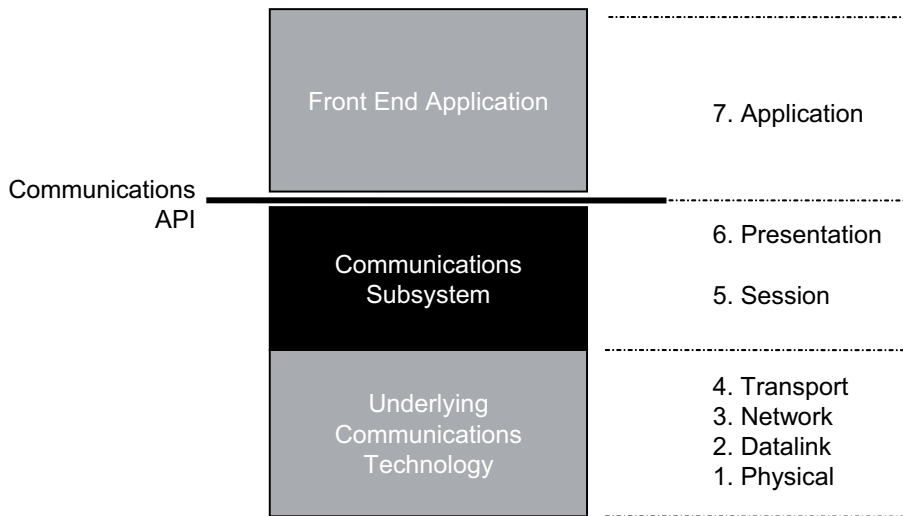 Front End Application
7. Application
Communications
API
6. Presentation
Communications
Subsystem
5. Session
Underlying
Communications
Technology
4. Transport
3. Network
2. Datalink
1. Physical